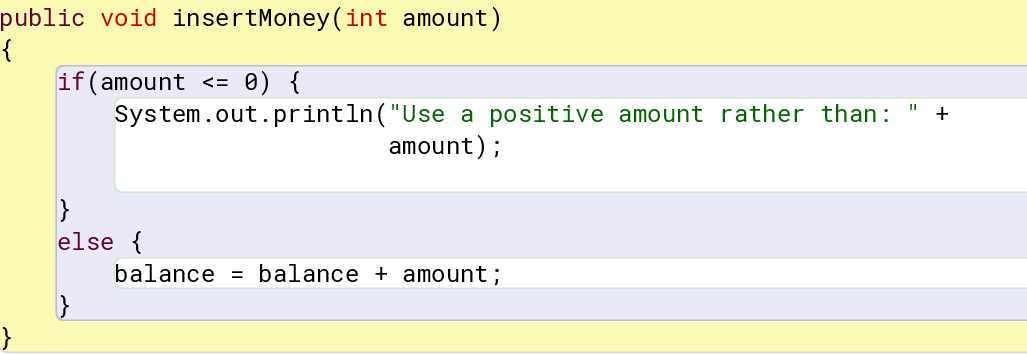 public void insertMoney(int amount)
{
    if(amount <= 0) {
        System.out.println("Use a positive amount rather than: " +
                           amount);
    }
    else {
        balance = balance + amount;
    }
}